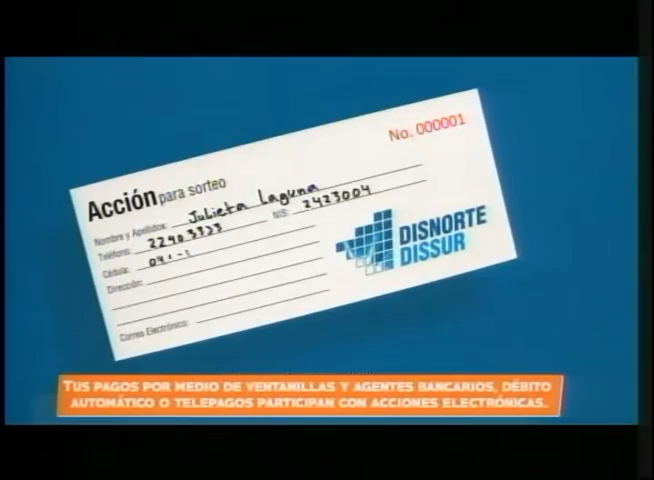 No. 000001
Acción para sorteo
Nombre y Apellidos: Julieta Laguna
Teléfono: 22403323 NIS: 2423004
Cédula: 041-1
Dirección:
Correo Electrónico:
DISNORTE
DISSUR
TUS PAGOS POR MEDIO DE VENTANILLAS Y AGENTES BANCARIOS, DÉBITO
AUTOMÁTICO O TELEPAGOS PARTICIPAN CON ACCIONES ELECTRÓNICAS.